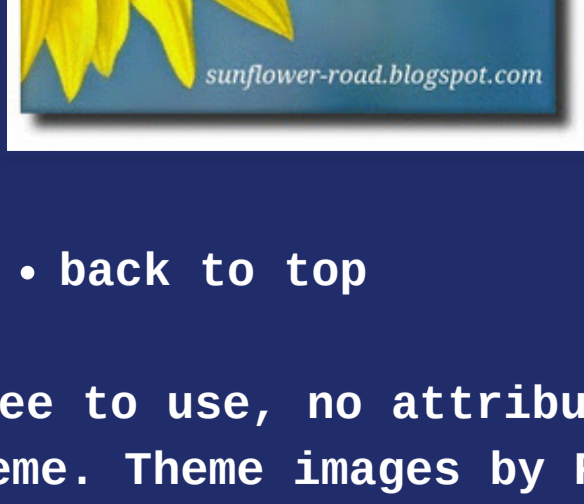 sunflower-road.blogspot.com
• back to top
ee to use, no attribu
eme. Theme images by